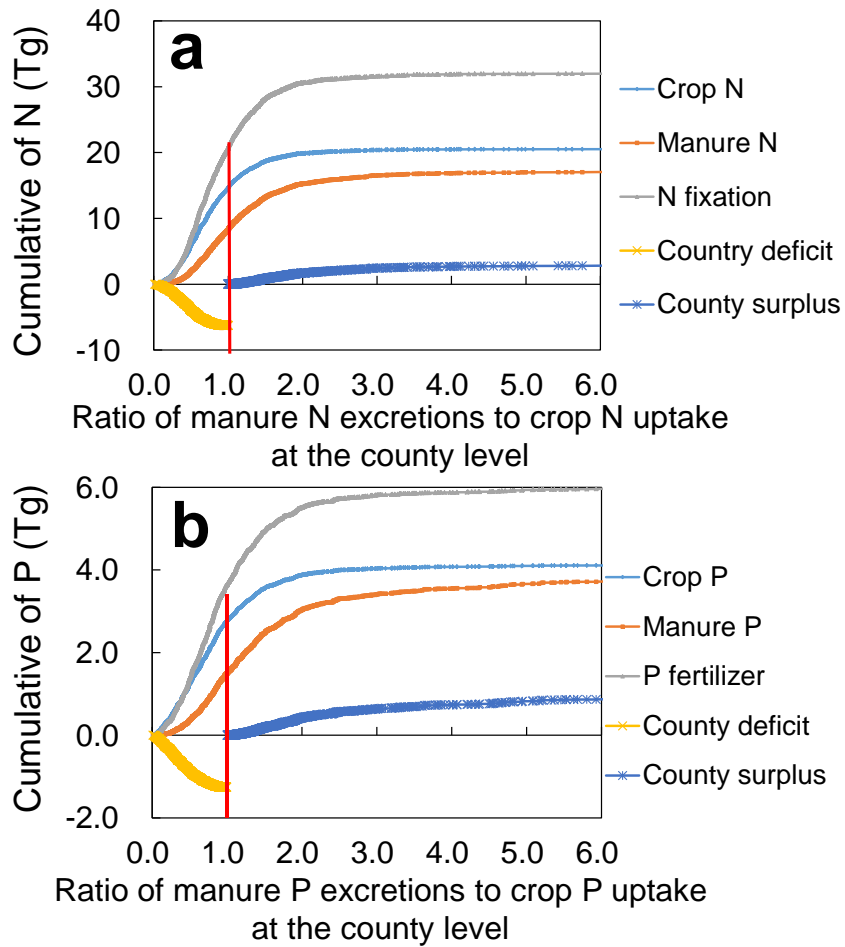 a
Cumulative of N (Tg)
40
30
20
10
0
-10
0.0 1.0 2.0 3.0 4.0 5.0 6.0
Ratio of manure N excretions to crop N uptake
at the county level
Crop N
Manure N
N fixation
Country deficit
County surplus
b
Cumulative of P (Tg)
6.0
4.0
2.0
0.0
-2.0
0.0 1.0 2.0 3.0 4.0 5.0 6.0
Ratio of manure P excretions to crop P uptake
at the county level
Crop P
Manure P
P fertilizer
County deficit
County surplus